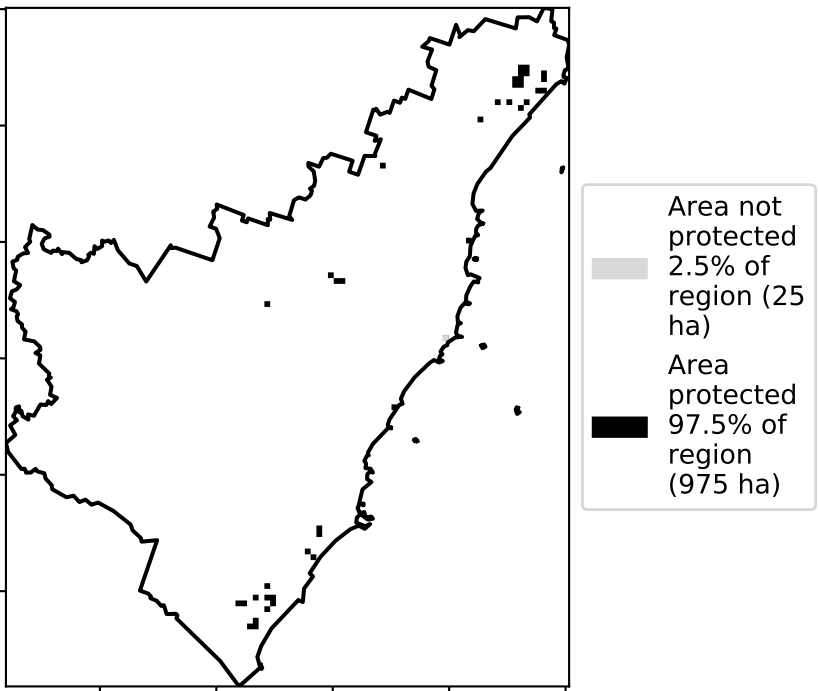 Area not
protected
2.5% of
region (25
ha)
Area
protected
97.5% of
region
(975 ha)